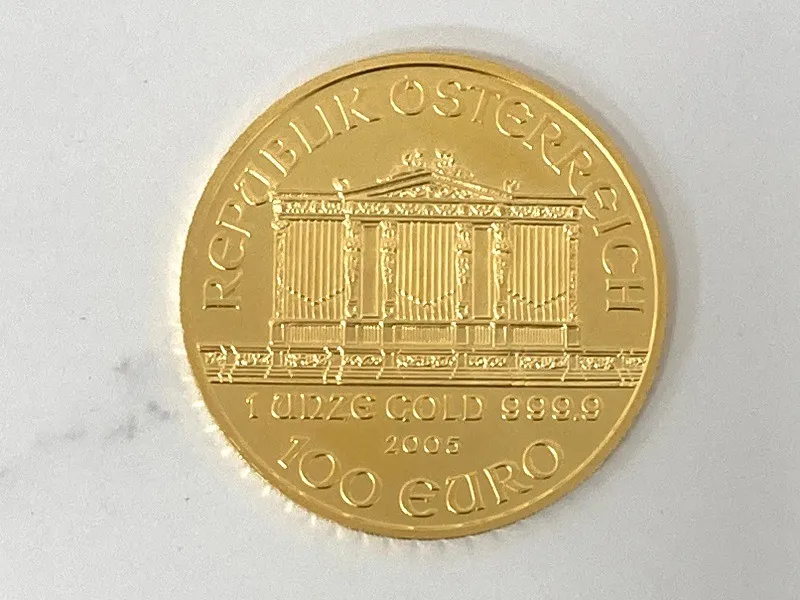 REPUBLIK ÖSTERREICH
1 UNZE GOLD 999.9
2005
100 EURO